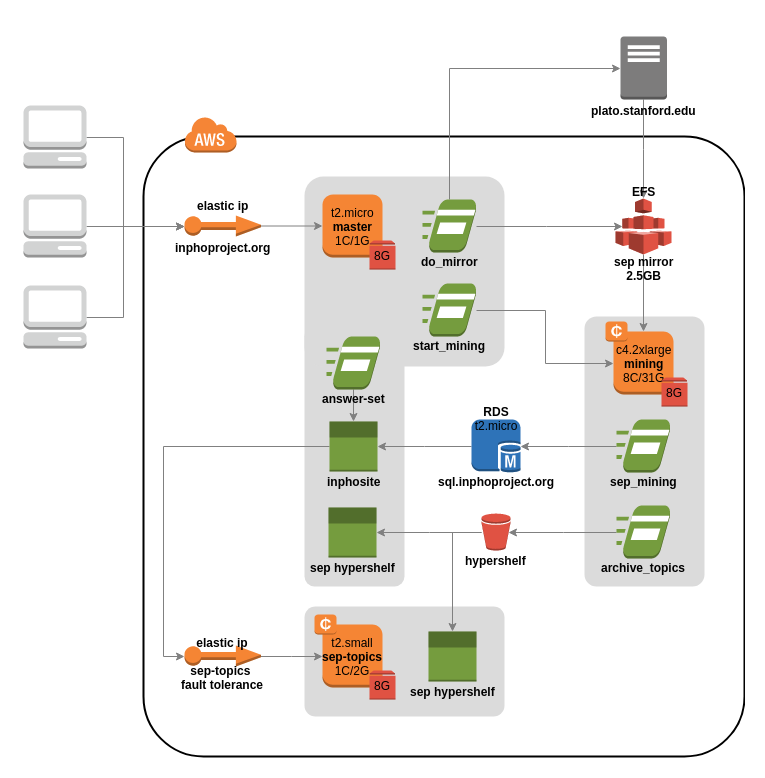 plato.stanford.edu
AWS
elastic ip
inphoproject.org
t2.micro
master
1C/1G
8G
do_mirror
EFS
sep mirror
2.5GB
start_mining
¢
c4.2xlarge
mining
8C/31G
8G
answer-set
inphosite
RDS
t2.micro
M
sql.inphoproject.org
sep_mining
sep hypershelf
hypershelf
archive_topics
elastic ip
sep-topics
fault tolerance
¢
t2.small
sep-topics
1C/2G
8G
sep hypershelf